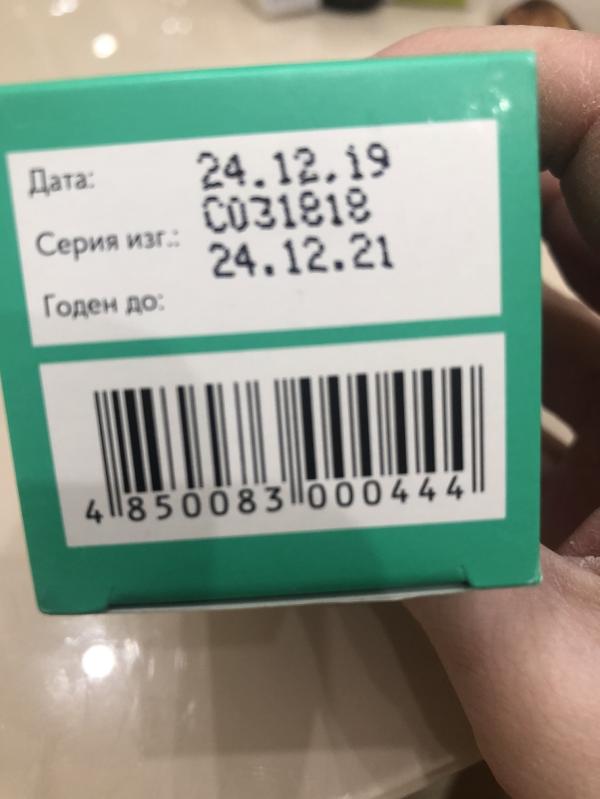 Дата: 24.12.19
Серия изг.: C031818
Годен до: 24.12.21
4 850083 000444